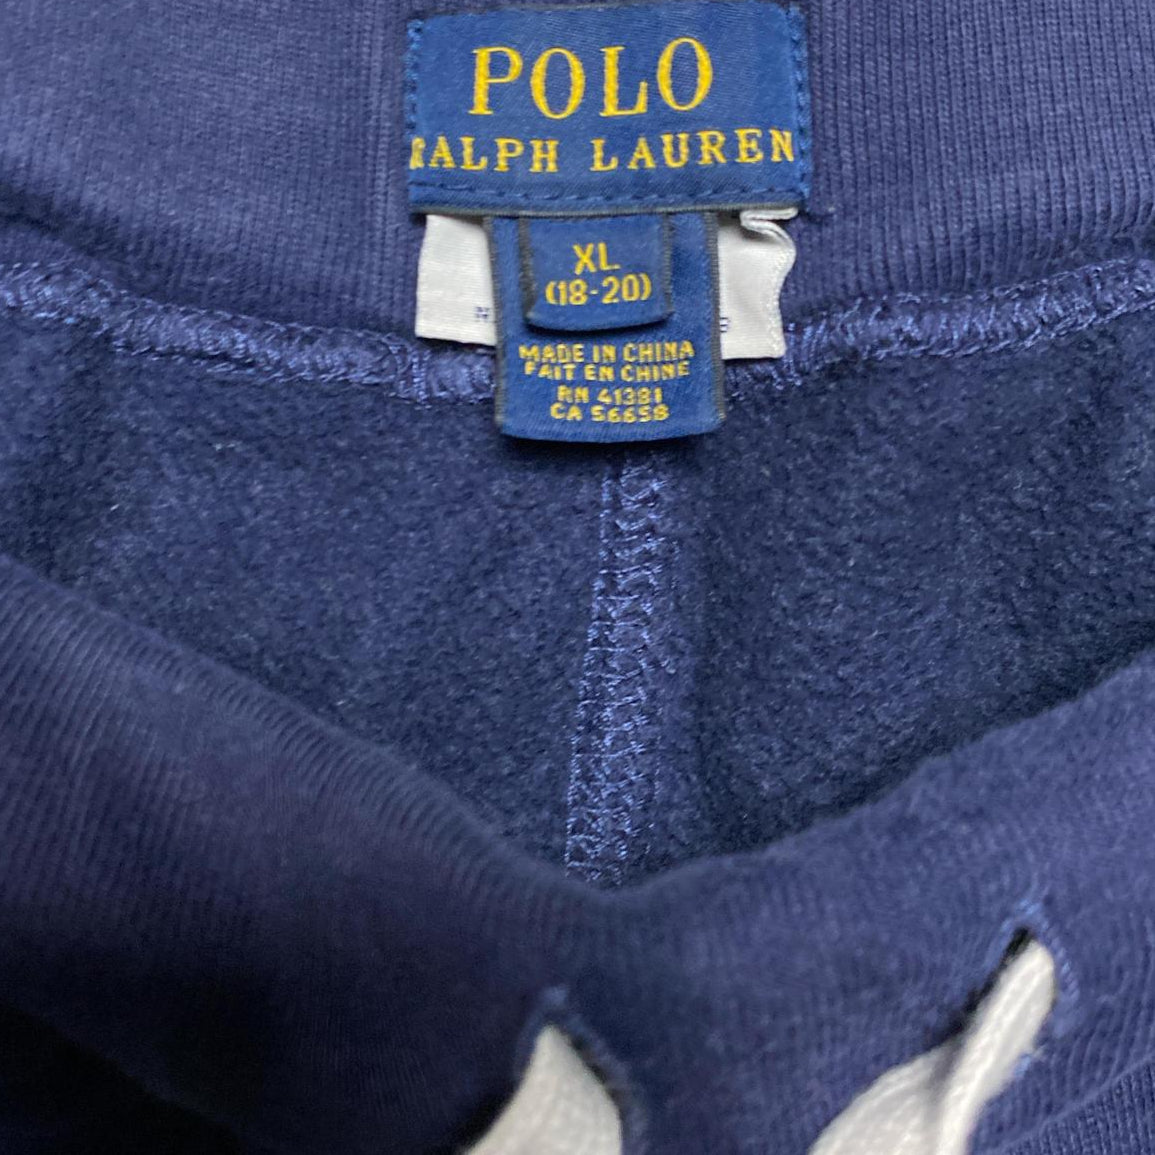 POLO
RALPH LAUREN
XL
(18-20)
MADE IN CHINA
FAIT EN CHINE
RN 41381
CA 56658